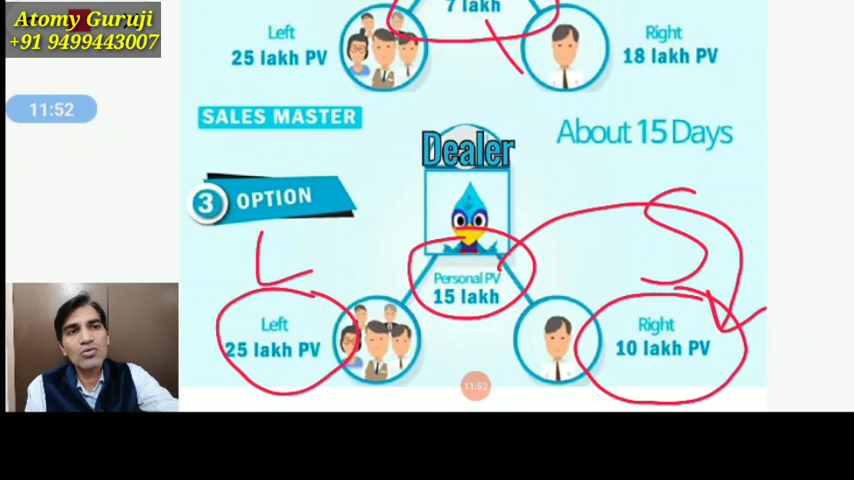 Atomy Guruji
+91 9499443007
7 lakh
Left
25 lakh PV
Right
18 lakh PV
11:52
SALES MASTER
Dealer
About 15 Days
3 OPTION
L
S
Personal PV
15 lakh
Left
25 lakh PV
Right
10 lakh PV
11:52